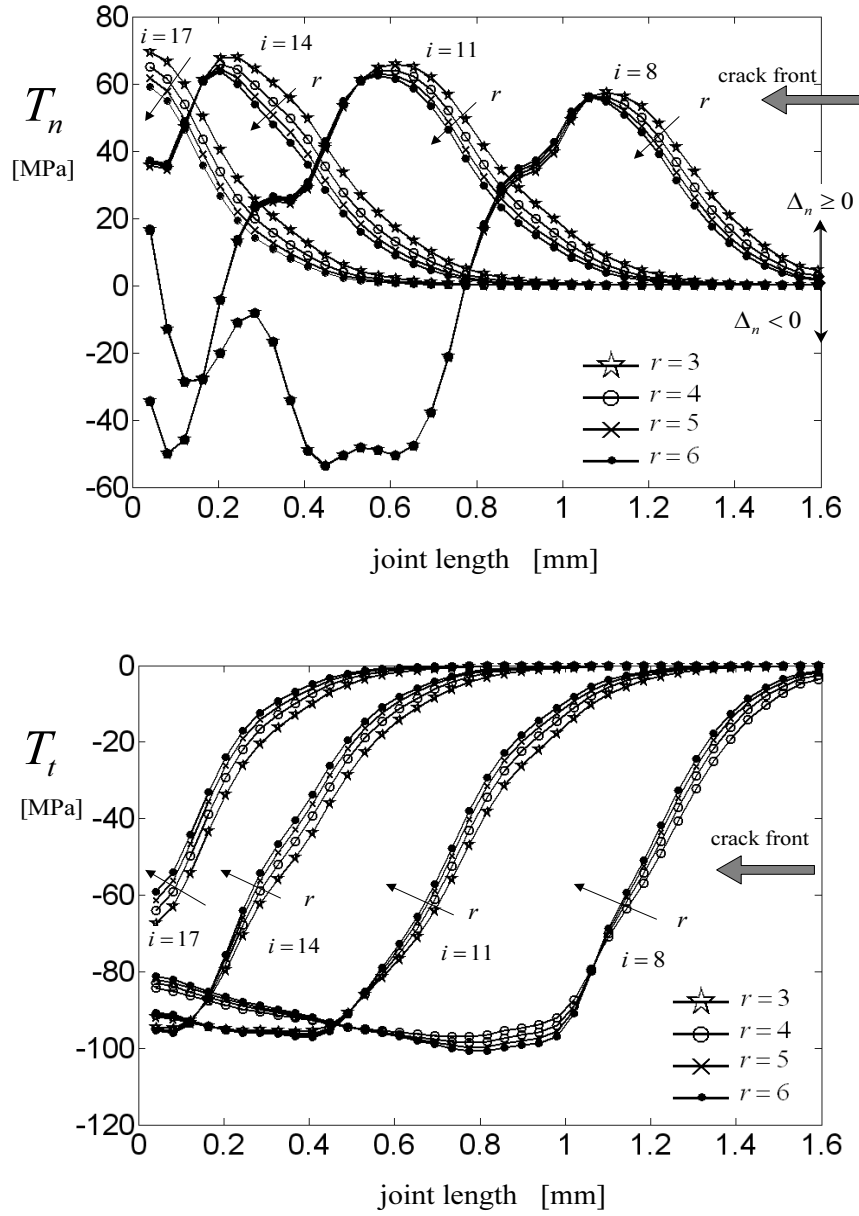 80
60
40
20
0
-20
-40
-60
T_n
[MPa]
i = 17
i = 14
i = 11
i = 8
r
r
r
crack front
Δ_n ≥ 0
Δ_n < 0
r = 3
r = 4
r = 5
r = 6
0 0.2 0.4 0.6 0.8 1 1.2 1.4 1.6
joint length [mm]
0
-20
-40
-60
-80
-100
-120
T_t
[MPa]
crack front
r
r
r
i = 17
i = 14
i = 11
i = 8
r = 3
r = 4
r = 5
r = 6
0 0.2 0.4 0.6 0.8 1 1.2 1.4 1.6
joint length [mm]